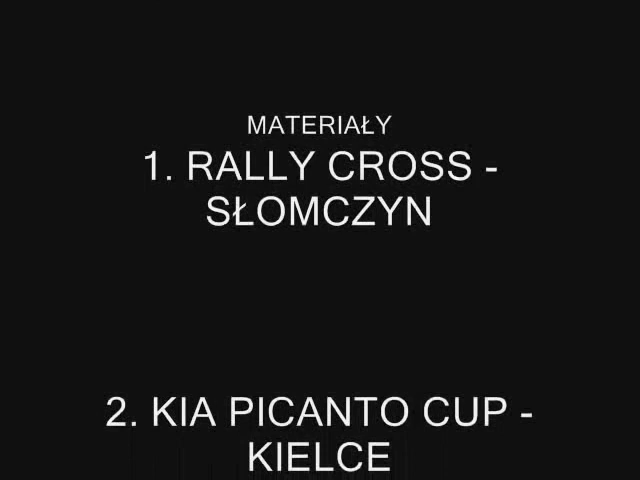 MATERIAŁY
1. RALLY CROSS -
SŁOMCZYN
2. KIA PICANTO CUP -
KIELCE